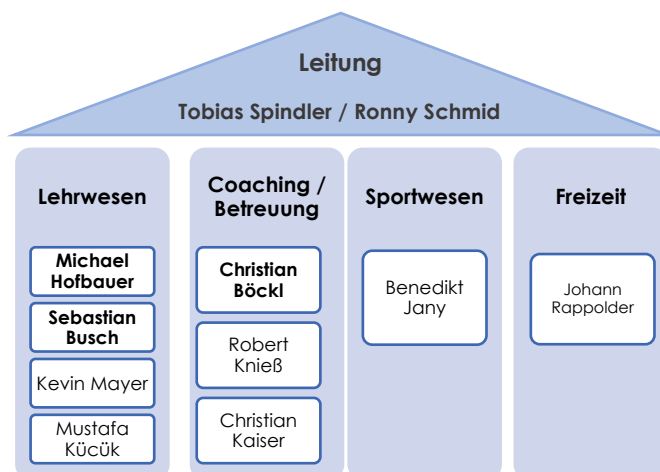 Leitung
Tobias Spindler / Ronny Schmid
Lehrwesen
Michael
Hofbauer
Sebastian
Busch
Kevin Mayer
Mustafa
Kücük
Coaching /
Betreuung
Christian
Böckl
Robert
Knieß
Christian
Kaiser
Sportwesen
Benedikt
Jany
Freizeit
Johann
Rappolder